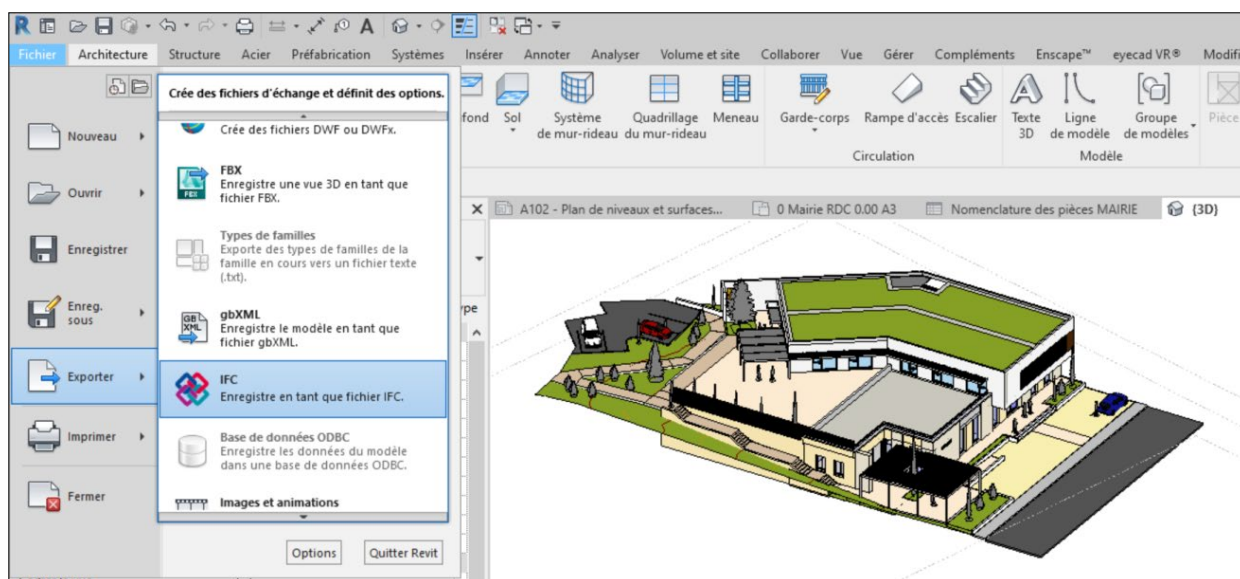 R A
Fichier Architecture Structure Acier Préfabrication Systèmes Insérer Annoter Analyser Volume et site Collaborer Vue Gérer Compléments Enscape™ eyecad VR® Modifi
Crée des fichiers d'échange et définit des options.
Crée des fichiers DWF ou DWFx.
Nouveau
FBX
FBX
Enregistre une vue 3D en tant que
fichier FBX.
Ouvrir
Types de familles
Exporte des types de familles de la
famille en cours vers un fichier texte
(.txt).
Enregistrer
Enreg.
sous
GB
XML
gbXML
Enregistre le modèle en tant que
fichier gbXML.
Exporter
IFC
Enregistre en tant que fichier IFC.
Imprimer
Base de données ODBC
Enregistre les données du modèle
dans une base de données ODBC.
Fermer
Images et animations
Options Quitter Revit
fond Sol Système
de mur-rideau Quadrillage
du mur-rideau Meneau Garde-corps Rampe d'accès Escalier Texte
3D Ligne
de modèle Groupe
de modèles Pièce
Circulation Modèle
A102 - Plan de niveaux et surfaces... 0 Mairie RDC 0.00 A3 Nomenclature des pièces MAIRIE {3D}
ype